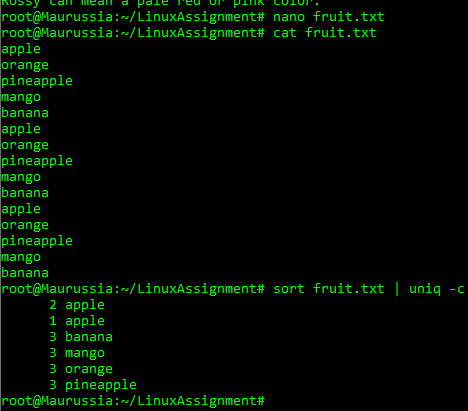 Rossy can mean a pale red or pink color.
root@Maurussia:~/LinuxAssignment# nano fruit.txt
root@Maurussia:~/LinuxAssignment# cat fruit.txt
apple
orange
pineapple
mango
banana
apple
orange
pineapple
mango
banana
apple
orange
pineapple
mango
banana
root@Maurussia:~/LinuxAssignment# sort fruit.txt | uniq -c
      2 apple
      1 apple
      3 banana
      3 mango
      3 orange
      3 pineapple
root@Maurussia:~/LinuxAssignment#